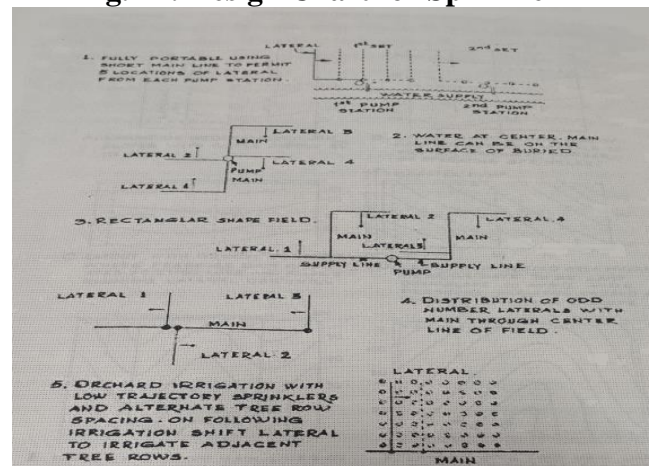 LATERAL
1st SET
2nd SET
1. FULLY PORTABLE USING
SHORT MAIN LINE TO PERMIT
5 LOCATIONS OF LATERAL
FROM EACH PUMP STATION.
WATER SUPPLY
1st PUMP
STATION
2nd PUMP
STATION
LATERAL 3
MAIN
LATERAL 2
LATERAL 4
PUMP
MAIN
LATERAL 1
2. WATER AT CENTER. MAIN
LINE CAN BE ON THE
SURFACE OF BURIED.
3. RECTANGLAR SHAPE FIELD.
LATERAL 2
LATERAL.4
MAIN
LATERAL3
MAIN
LATERAL. 1
SUPPLY LINE
SUPPLY LINE
PUMP
LATERAL 1
LATERAL 3
MAIN
LATERAL 2
4. DISTRIBUTION OF ODD
NUMBER LATERALS WITH
MAIN THROUGH CENTER
LINE OF FIELD.
5. ORCHARD IRRIGATION WITH
LOW TRAJECTORY SPRINKLERS
AND ALTERNATE TREE ROW
SPACING. ON FOLLOWING
IRRIGATION SHIFT LATERAL
TO IRRIGATE ADJACENT
TREE ROWS.
LATERAL.
MAIN